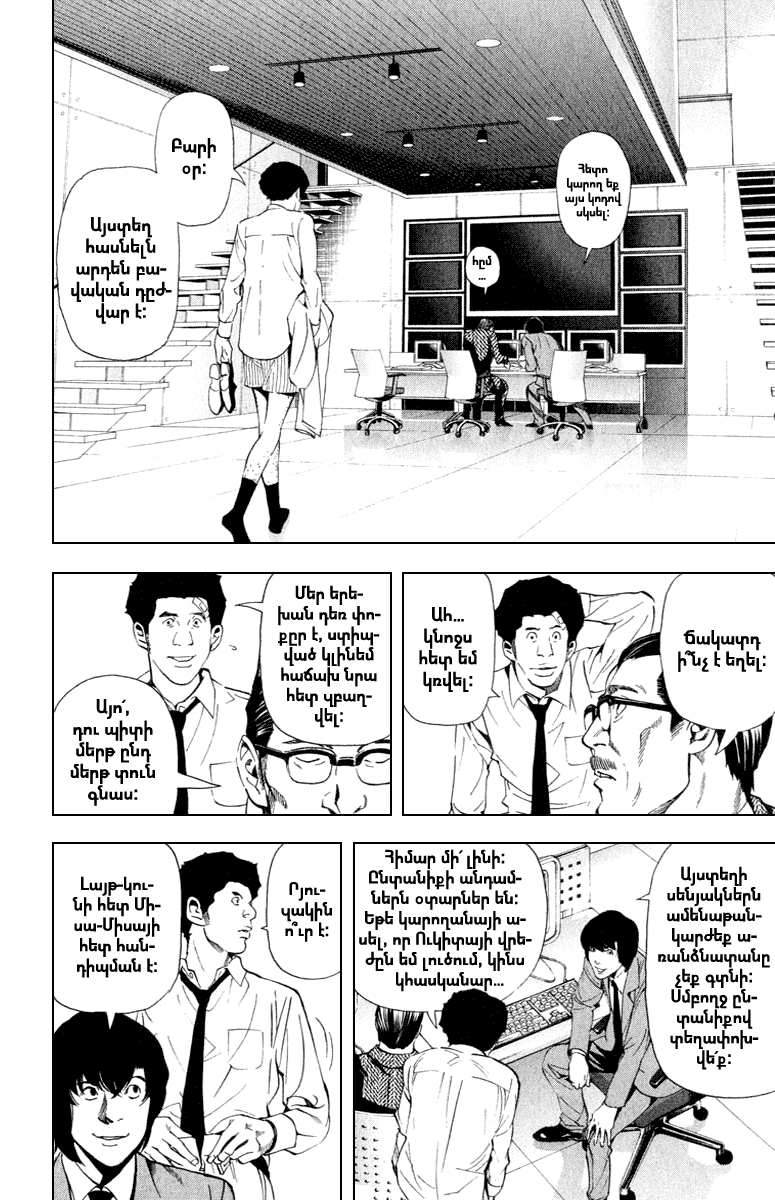 Հետո
կարող եք
այս կոդով
սկսել:
հըմ
...
Բարի
օր:
Այստեղ
հասնելն
արդեն բա-
վական դըժ-
վար է:
Ճակատդ
ի՞նչ է եղել:
Ահ...
կնոջս
հետ եմ
կռվել:
Մեր երե-
խան դեռ փո-
քըր է, ստիպ-
ված կլինեմ
հաճախ նրա
հետ զբաղ-
վել:
Այո՛,
դու պիտի
մերթ ընդ
մերթ տուն
գնաս:
Այստեղի
սենյակներն
ամենաթան-
կարժեք ա-
ռանձնատանը
չեք գտնի:
Սմբողջ ըն-
տանիքով
տեղափոխ-
վե՛ք:
Հիմար մի՛ լինի:
Ընտանիքի անդամ-
ներն օտարներ են:
Եթե կարողանայի ա-
սել, որ Ուկիտայի վրե-
ժըն եմ լուծում, կինս
կհասկանար...
Րյու-
զակին
ո՞ւր է:
Լայթ-կու-
նի հետ Մի-
սա-Միսայի
հետ հան-
դիպման է: